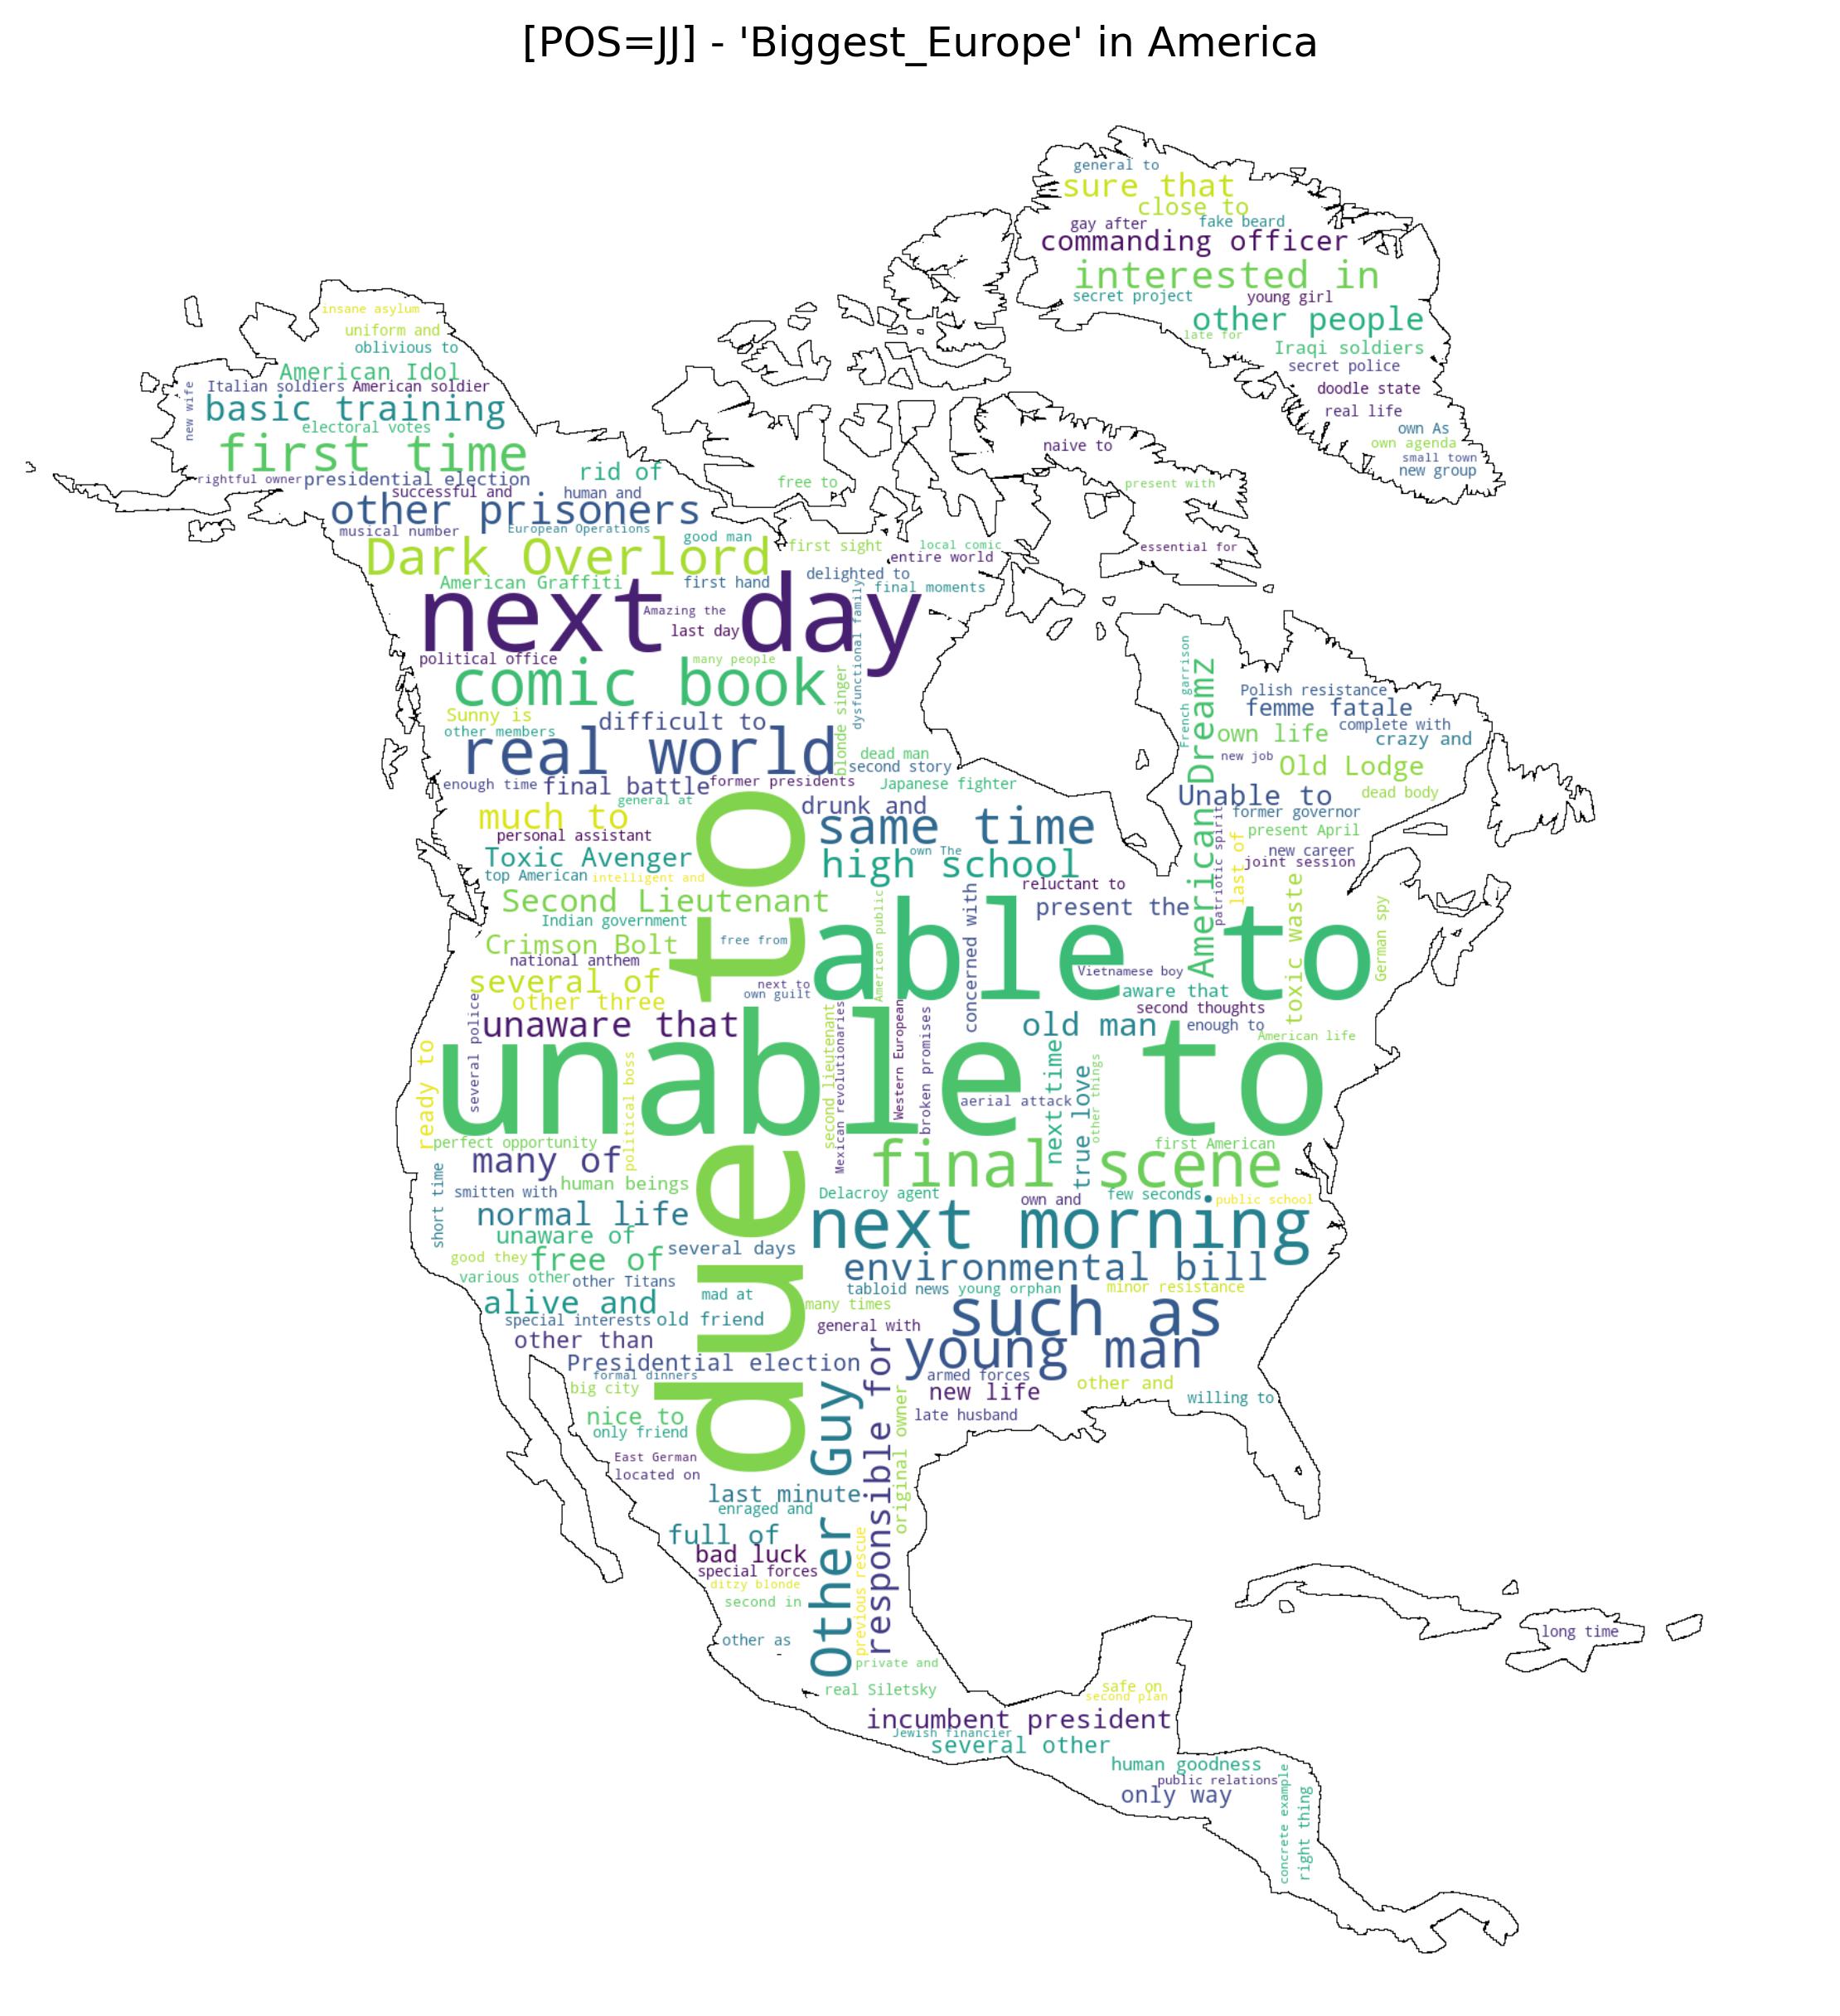 [POS=JJ] - 'Biggest_Europe' in America
general to
sure that
close to
gay after
fake beard
commanding officer
interested in
secret project
young girl
other people
late for
Iraqi soldiers
secret police
doodle state
real life
own As
own agenda
small town
new group
insane asylum
uniform and
oblivious to
American Idol
Italian soldiers
American soldier
new wife
basic training
electoral votes
first time
rightful owner
presidential election
rid of
successful and
human and
other prisoners
musical number
European Operations
good man
free to
naive to
present with
essential for
Dark Overlord
first sight
local comic
entire world
American Graffiti
first hand
delighted to
final moments
next day
Amazing the
last day
dysfunctional family
political office
many people
comic book
blonde singer
Sunny is
difficult to
other members
real world
dead man
second story
enough time
final battle
former presidents
Japanese fighter
general at
much to
drunk and
personal assistant
same time
Toxic Avenger
own The
high school
top American
intelligent and
Second Lieutenant
reluctant to
Indian government
present the
French garrison
American Dreamz
Polish resistance
femme fatale
complete with
own life
crazy and
new job
Old Lodge
Unable to
dead body
former governor
present April
new career
joint session
patriotic spirit
last of
toxic waste
German spy
Crimson Bolt
free from
national anthem
several of
other three
next to
own guilt
unaware that
American public
concerned with
able to
Vietnamese boy
aware that
second thoughts
old man
enough to
American life
due to
unable to
several police
ready to
political boss
second lieutenant
Mexican revolutionaries
Western European
broken promises
aerial attack
next time
true love
other things
perfect opportunity
first American
many of
final scene
short time
smitten with
human beings
Delacroy agent
own and
few seconds
public school
normal life
next morning
unaware of
good they
free of
several days
environmental bill
various other
other Titans
mad at
tabloid news
young orphan
minor resistance
alive and
many times
such as
special interests
old friend
general with
other than
young man
Presidential election
formal dinners
armed forces
big city
new life
other and
willing to
nice to
only friend
late husband
East German
located on
Other Guy
responsible for
original owner
last minute
enraged and
full of
bad luck
special forces
ditzy blonde
second in
previous rescue
other as
private and
real Siletsky
long time
safe on
second plan
incumbent president
Jewish financier
several other
human goodness
public relations
only way
concrete example
right thing